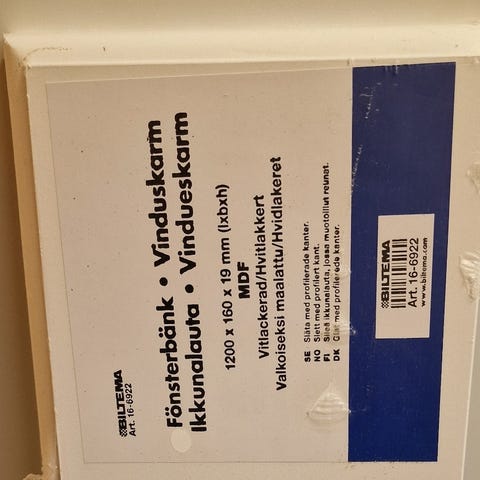 BILTEMA
Art. 16-6922
Fönsterbänk • Vinduskarm
Ikkunalauta • Vindueskarm
1200 x 160 x 19 mm (lxbxh)
MDF
Vitlackerad/Hvitlakkert
Valkoiseksi maalattu/Hvidlakeret
SE Släta med profilerade kanter.
NO Slett med profilert kant.
FI Sileä ikkunalauta, jossa muotoillut reunat.
DK Glat med profilerede kanter.
BILTEMA
Art. 16-6922
www.biltema.com